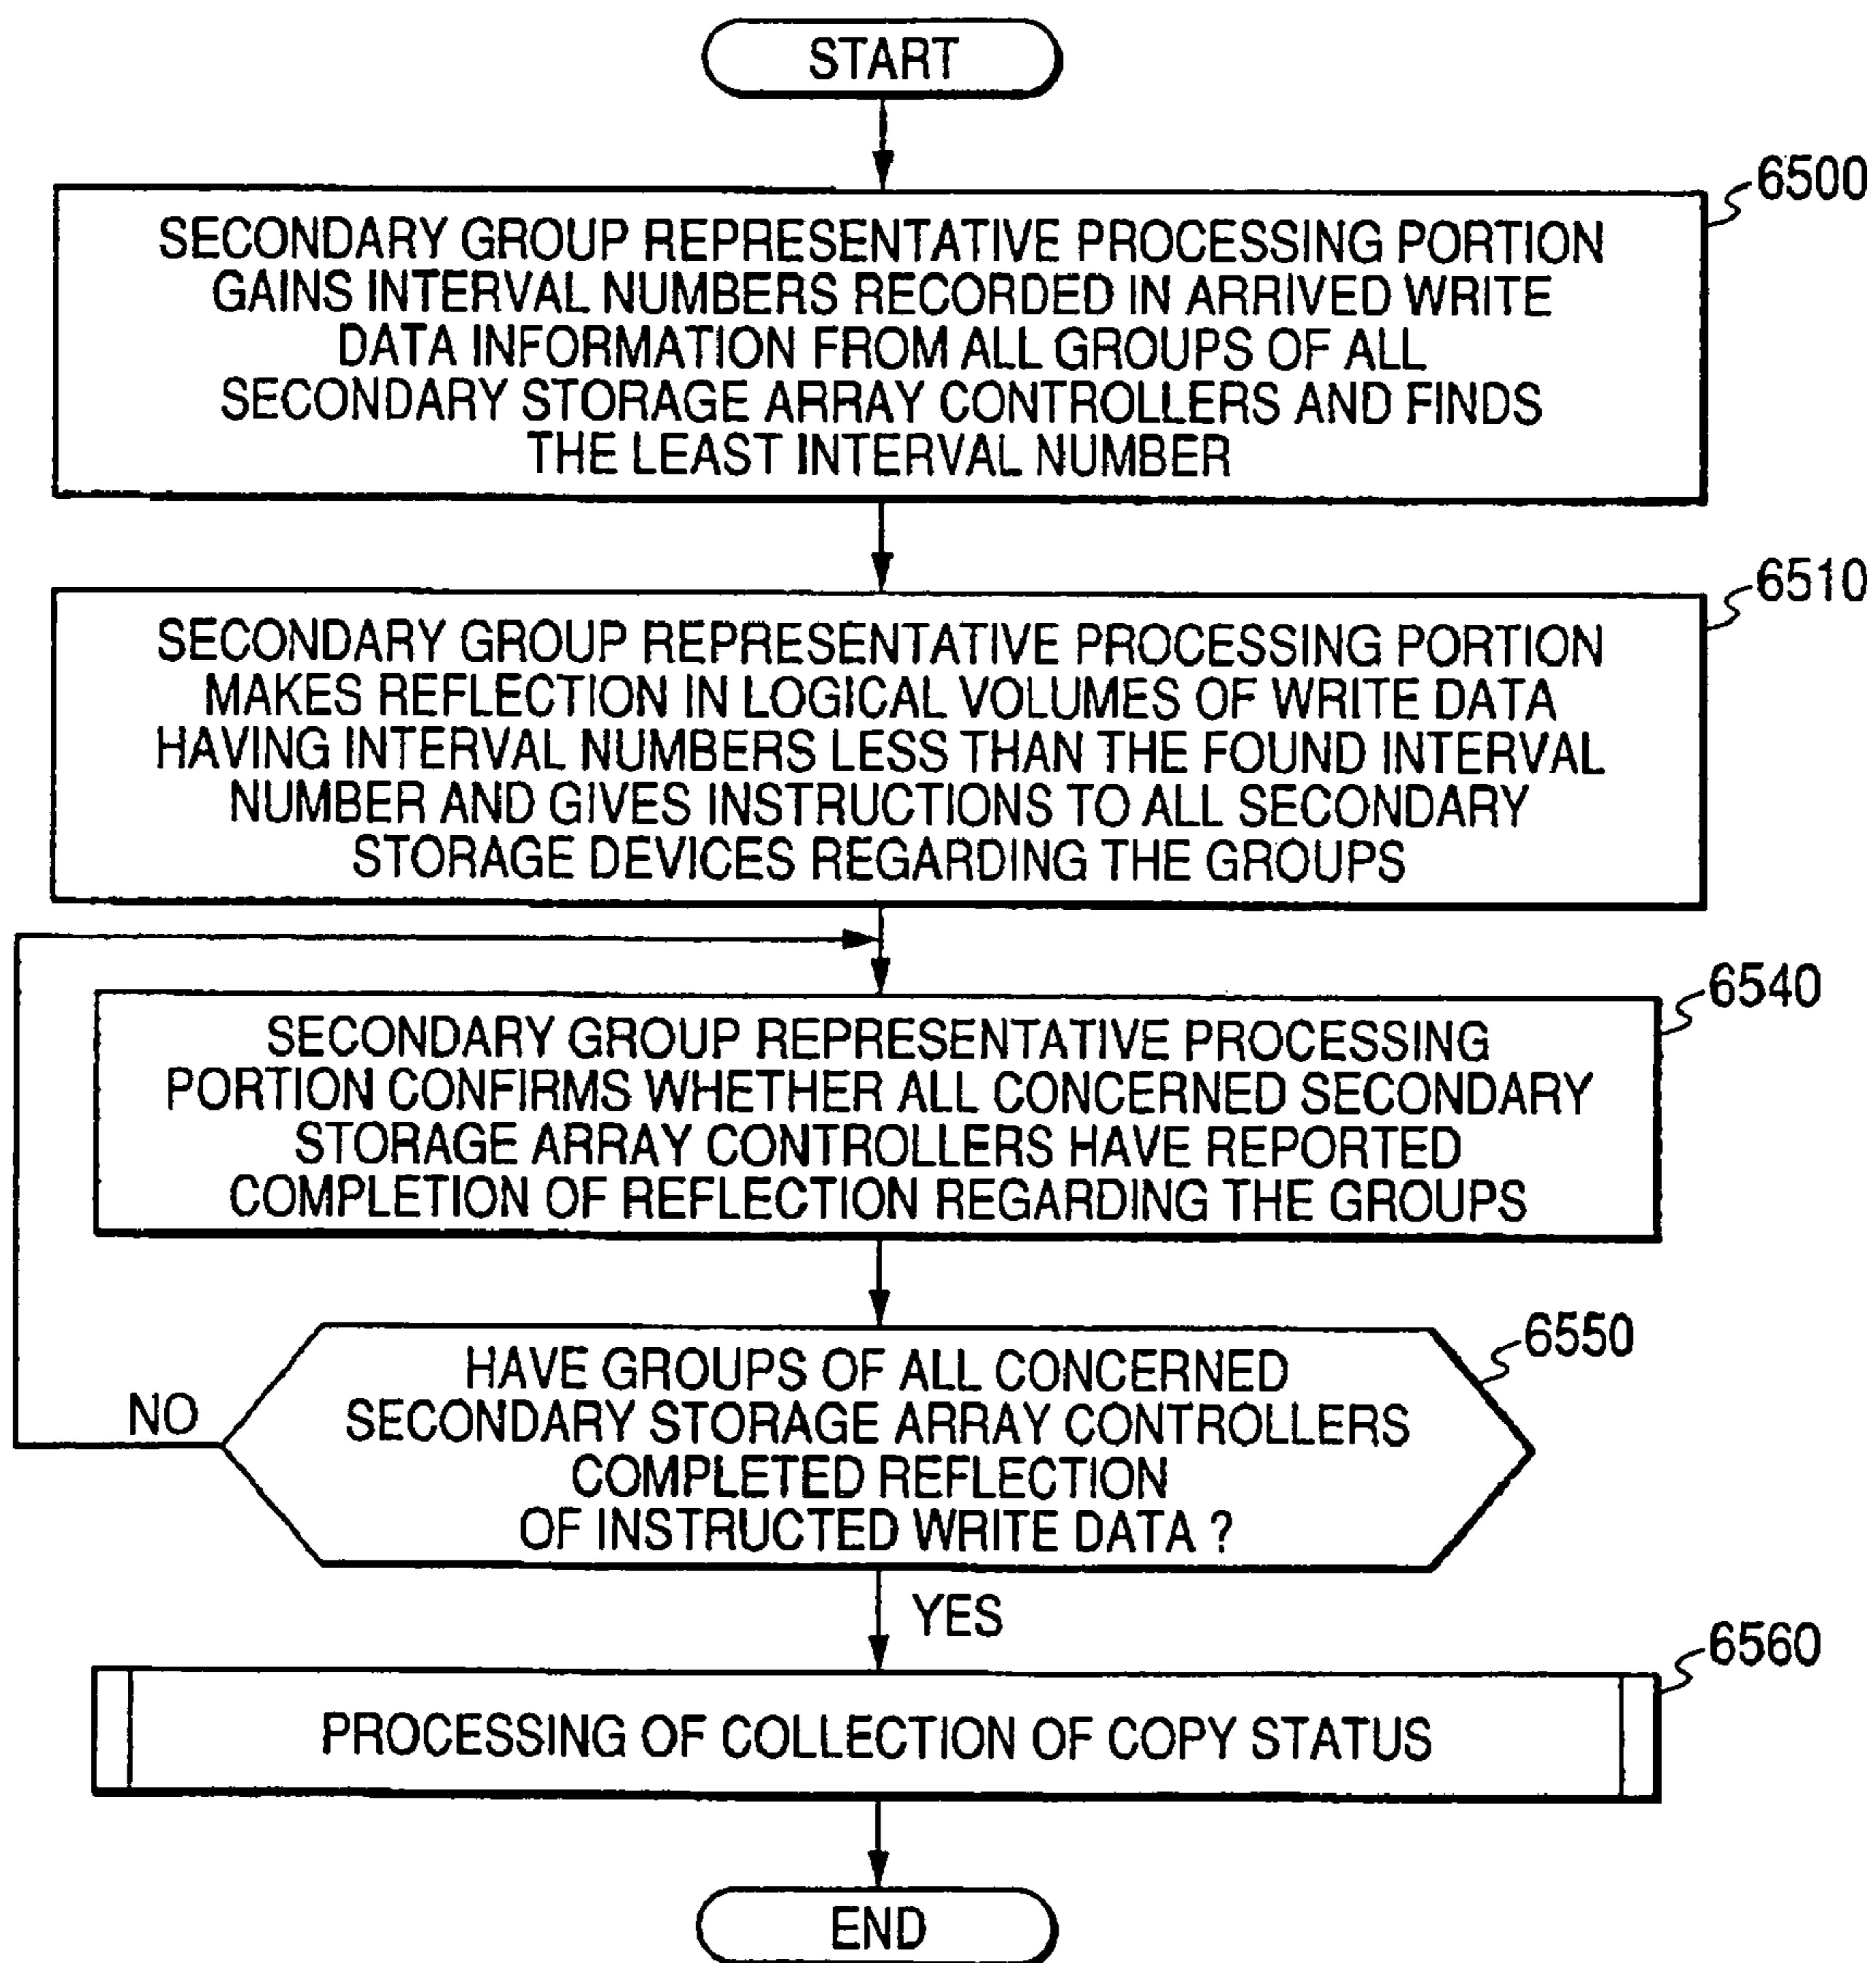 START
6500
SECONDARY GROUP REPRESENTATIVE PROCESSING PORTION
GAINS INTERVAL NUMBERS RECORDED IN ARRIVED WRITE
DATA INFORMATION FROM ALL GROUPS OF ALL
SECONDARY STORAGE ARRAY CONTROLLERS AND FINDS
THE LEAST INTERVAL NUMBER
6510
SECONDARY GROUP REPRESENTATIVE PROCESSING PORTION
MAKES REFLECTION IN LOGICAL VOLUMES OF WRITE DATA
HAVING INTERVAL NUMBERS LESS THAN THE FOUND INTERVAL
NUMBER AND GIVES INSTRUCTIONS TO ALL SECONDARY
STORAGE DEVICES REGARDING THE GROUPS
6540
SECONDARY GROUP REPRESENTATIVE PROCESSING
PORTION CONFIRMS WHETHER ALL CONCERNED SECONDARY
STORAGE ARRAY CONTROLLERS HAVE REPORTED
COMPLETION OF REFLECTION REGARDING THE GROUPS
6550
HAVE GROUPS OF ALL CONCERNED
SECONDARY STORAGE ARRAY CONTROLLERS
COMPLETED REFLECTION
OF INSTRUCTED WRITE DATA ?
NO
YES
6560
PROCESSING OF COLLECTION OF COPY STATUS
END